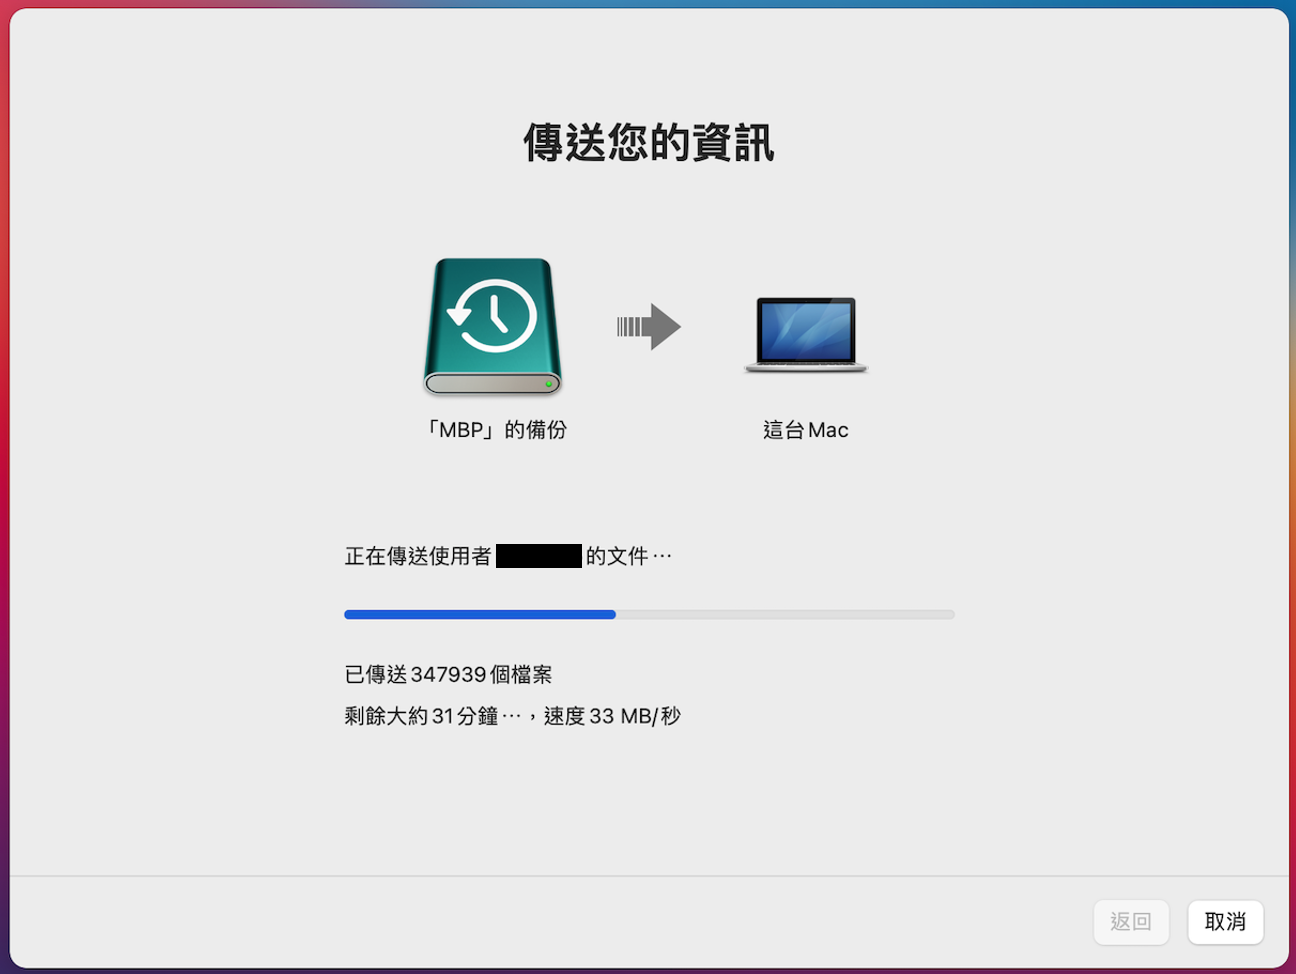 傳送您的資訊
「MBP」的備份
這台 Mac
正在傳送使用者 的文件⋯
已傳送 347939 個檔案
剩餘大約 31 分鐘⋯，速度 33 MB/秒
返回
取消